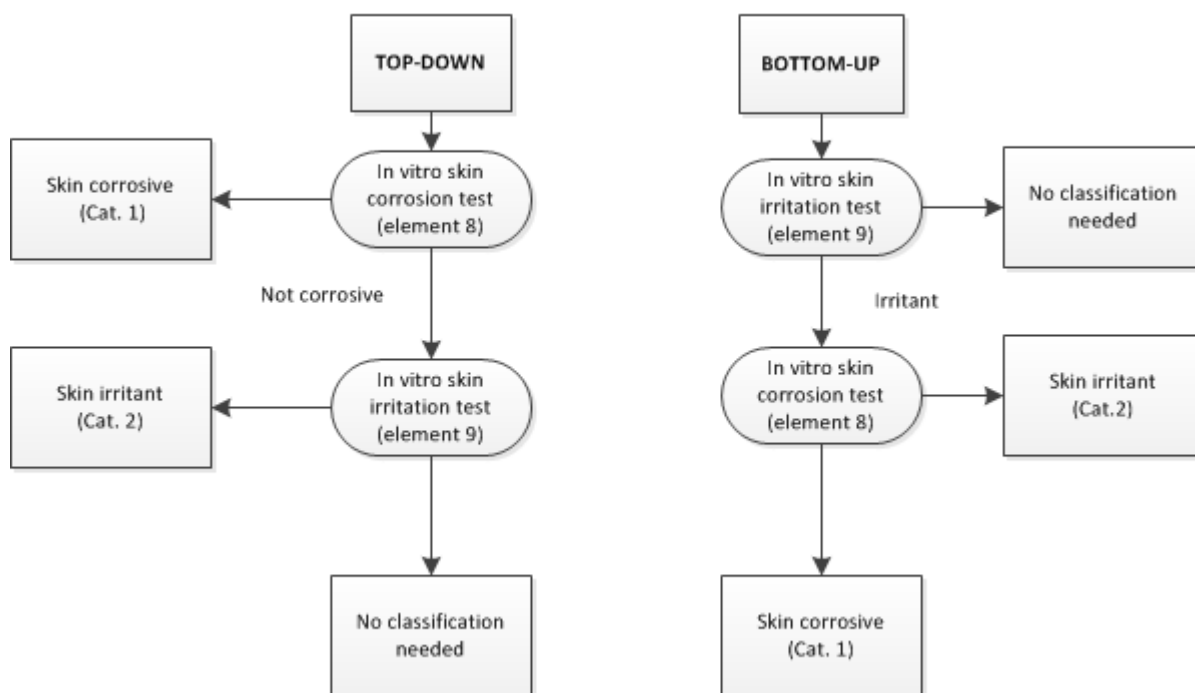 TOP-DOWN
In vitro skin
corrosion test
(element 8)
Skin corrosive
(Cat. 1)
Not corrosive
In vitro skin
irritation test
(element 9)
Skin irritant
(Cat. 2)
No classification
needed
BOTTOM-UP
In vitro skin
irritation test
(element 9)
No classification
needed
Irritant
In vitro skin
corrosion test
(element 8)
Skin irritant
(Cat.2)
Skin corrosive
(Cat. 1)